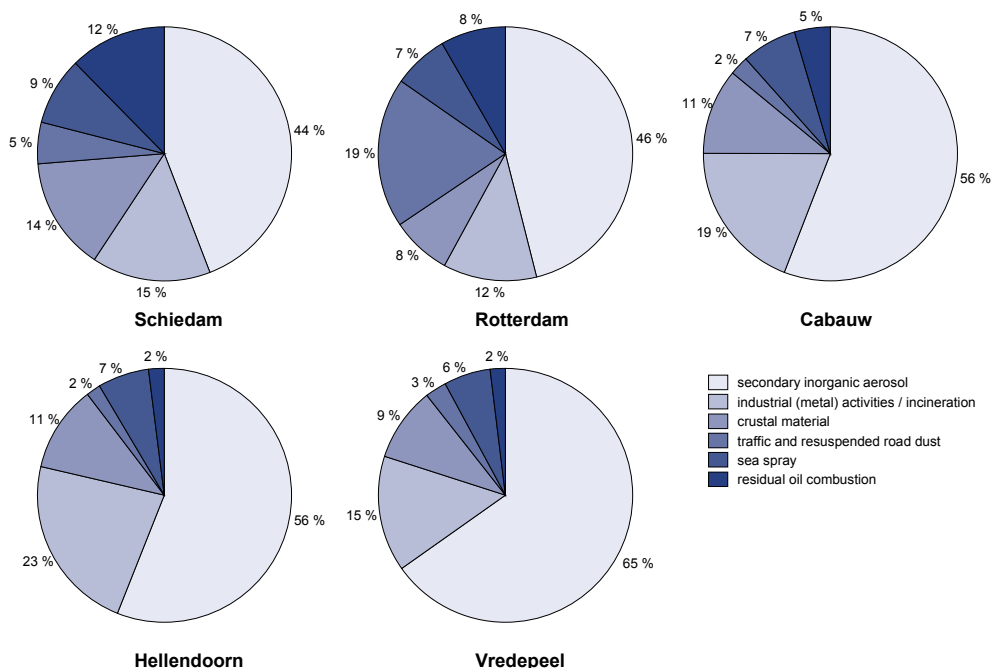 12 %
9 %
5 %
14 %
15 %
44 %
Schiedam
8 %
7 %
19 %
8 %
12 %
46 %
Rotterdam
5 %
7 %
2 %
11 %
19 %
56 %
Cabauw
2 %
7 %
2 %
11 %
23 %
56 %
Hellendoorn
2 %
6 %
3 %
9 %
15 %
65 %
Vredepeel
secondary inorganic aerosol
industrial (metal) activities / incineration
crustal material
traffic and resuspended road dust
sea spray
residual oil combustion